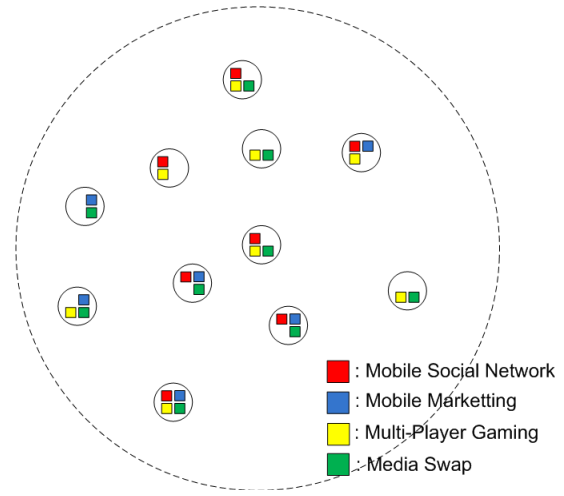 : Mobile Social Network
: Mobile Marketting
: Multi-Player Gaming
: Media Swap